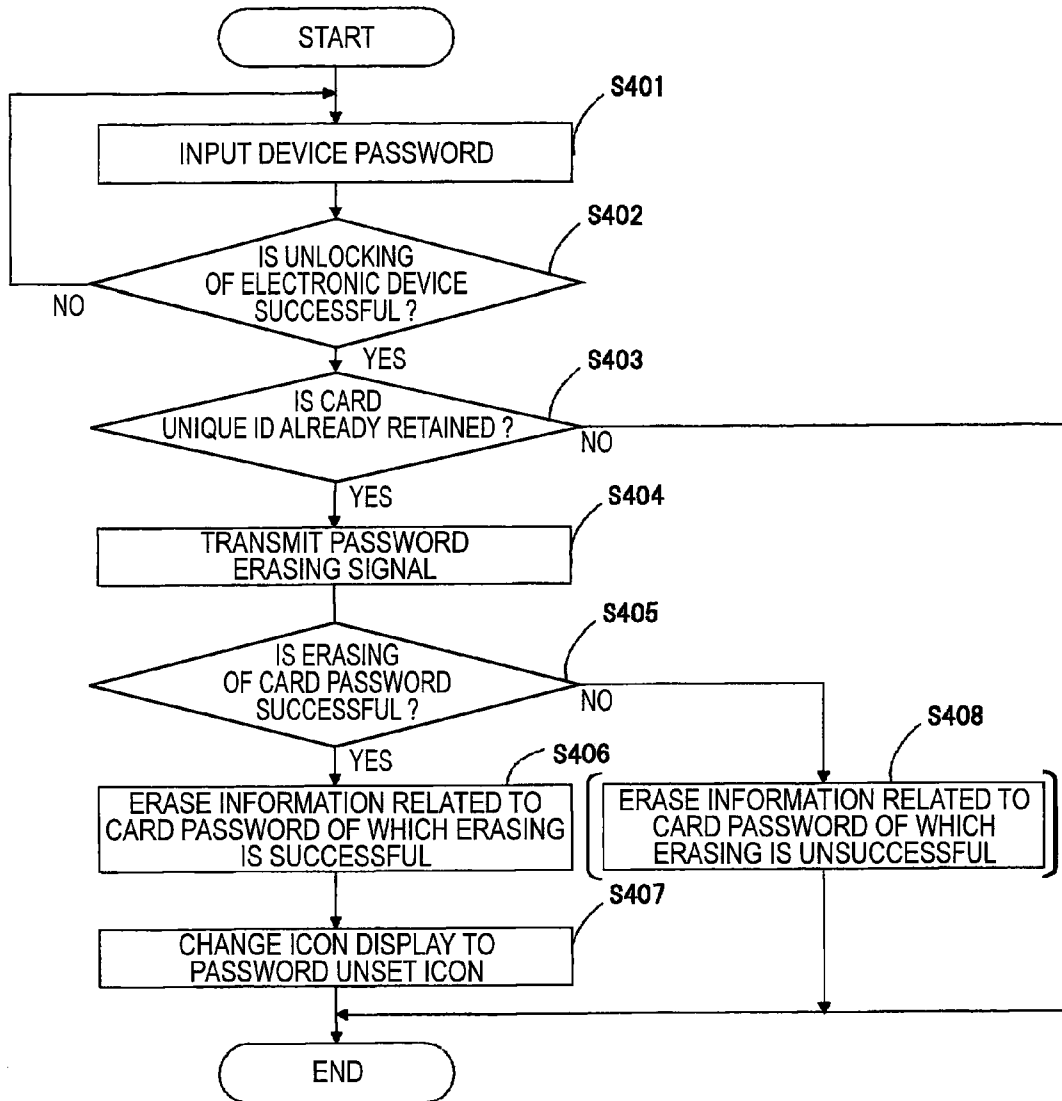 START
S401
INPUT DEVICE PASSWORD
S402
IS UNLOCKING
OF ELECTRONIC DEVICE
SUCCESSFUL ?
NO
YES
S403
IS CARD
UNIQUE ID ALREADY RETAINED ?
NO
YES
S404
TRANSMIT PASSWORD
ERASING SIGNAL
S405
IS ERASING
OF CARD PASSWORD
SUCCESSFUL ?
NO
YES
S406
ERASE INFORMATION RELATED TO
CARD PASSWORD OF WHICH ERASING
IS SUCCESSFUL
S408
ERASE INFORMATION RELATED TO
CARD PASSWORD OF WHICH
ERASING IS UNSUCCESSFUL
S407
CHANGE ICON DISPLAY TO
PASSWORD UNSET ICON
END